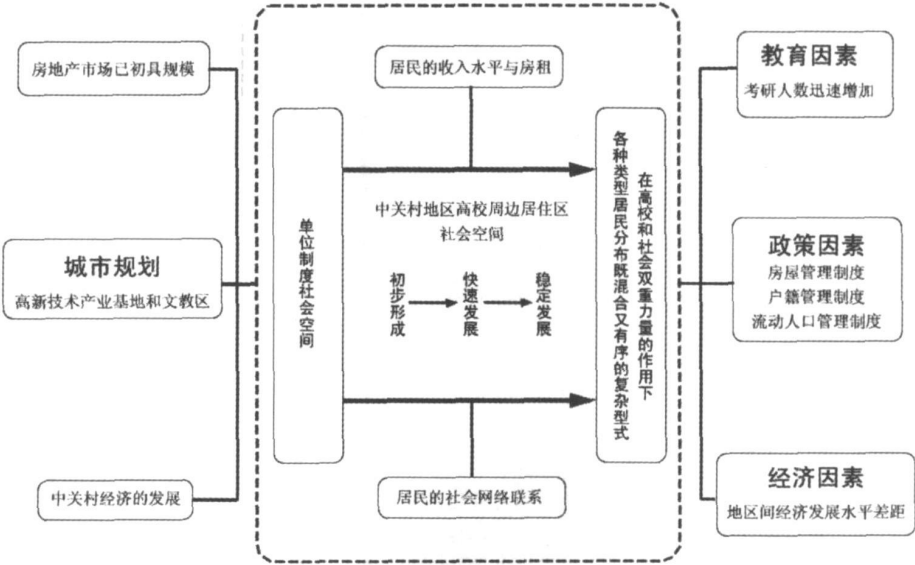 房地产市场已初具规模
城市规划
高新技术产业基地和文教区
中关村经济的发展
居民的收入水平与房租
单位制度社会空间
中关村地区高校周边居住区
社会空间
初步形成
快速发展
稳定发展
居民的社会网络联系
在高校和社会双重力量的作用下
各种类型居民分布既混合又有序的复杂型式
教育因素
考研人数迅速增加
政策因素
房屋管理制度
户籍管理制度
流动人口管理制度
经济因素
地区间经济发展水平差距